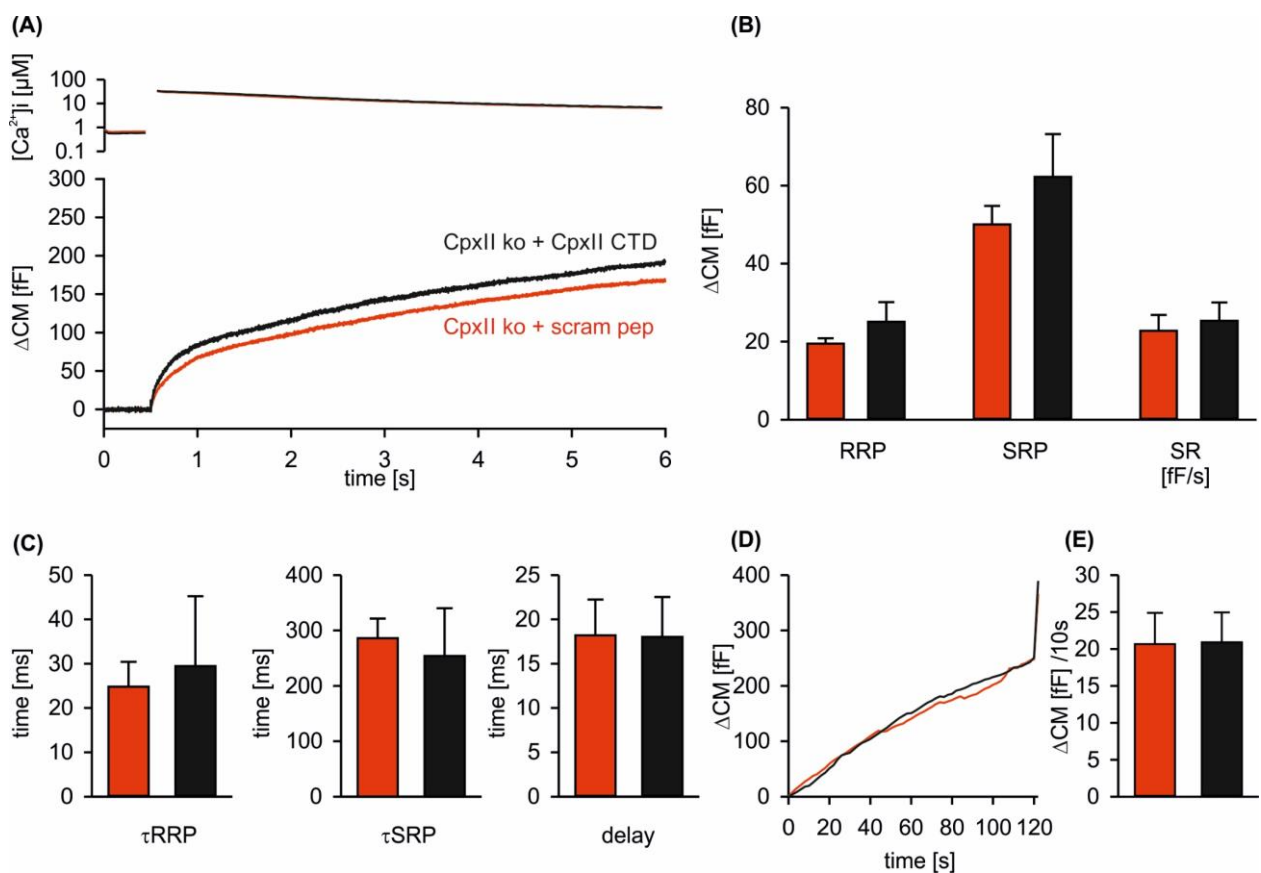 (A)
[Ca²⁺]i [µM]
100
10
1
0.1
ΔCM [fF]
300
250
200
150
100
50
0
CpxII ko + CpxII CTD
CpxII ko + scram pep
0 1 2 3 4 5 6
time [s]
(B)
ΔCM [fF]
80
60
40
20
0
RRP SRP SR
[fF/s]
(C)
time [ms]
50
40
30
20
10
0
τRRP
time [ms]
400
300
200
100
0
τSRP
time [ms]
25
20
15
10
5
0
delay
(D)
ΔCM [fF]
400
300
200
100
0
0 20 40 60 80 100 120
time [s]
(E)
ΔCM [fF] /10s
30
25
20
15
10
5
0